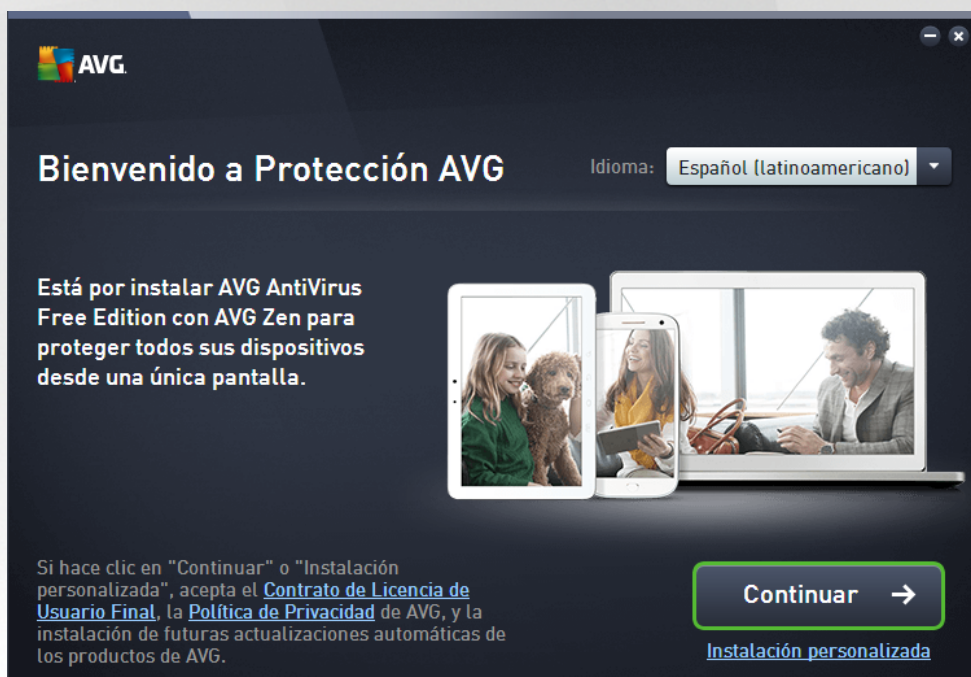 AVG.
Bienvenido a Protección AVG
Idioma: Español (latinoamericano)
Está por instalar AVG AntiVirus
Free Edition con AVG Zen para
proteger todos sus dispositivos
desde una única pantalla.
Si hace clic en "Continuar" o "Instalación
personalizada", acepta el Contrato de Licencia de
Usuario Final, la Política de Privacidad de AVG, y la
instalación de futuras actualizaciones automáticas de
los productos de AVG.
Continuar
Instalación personalizada